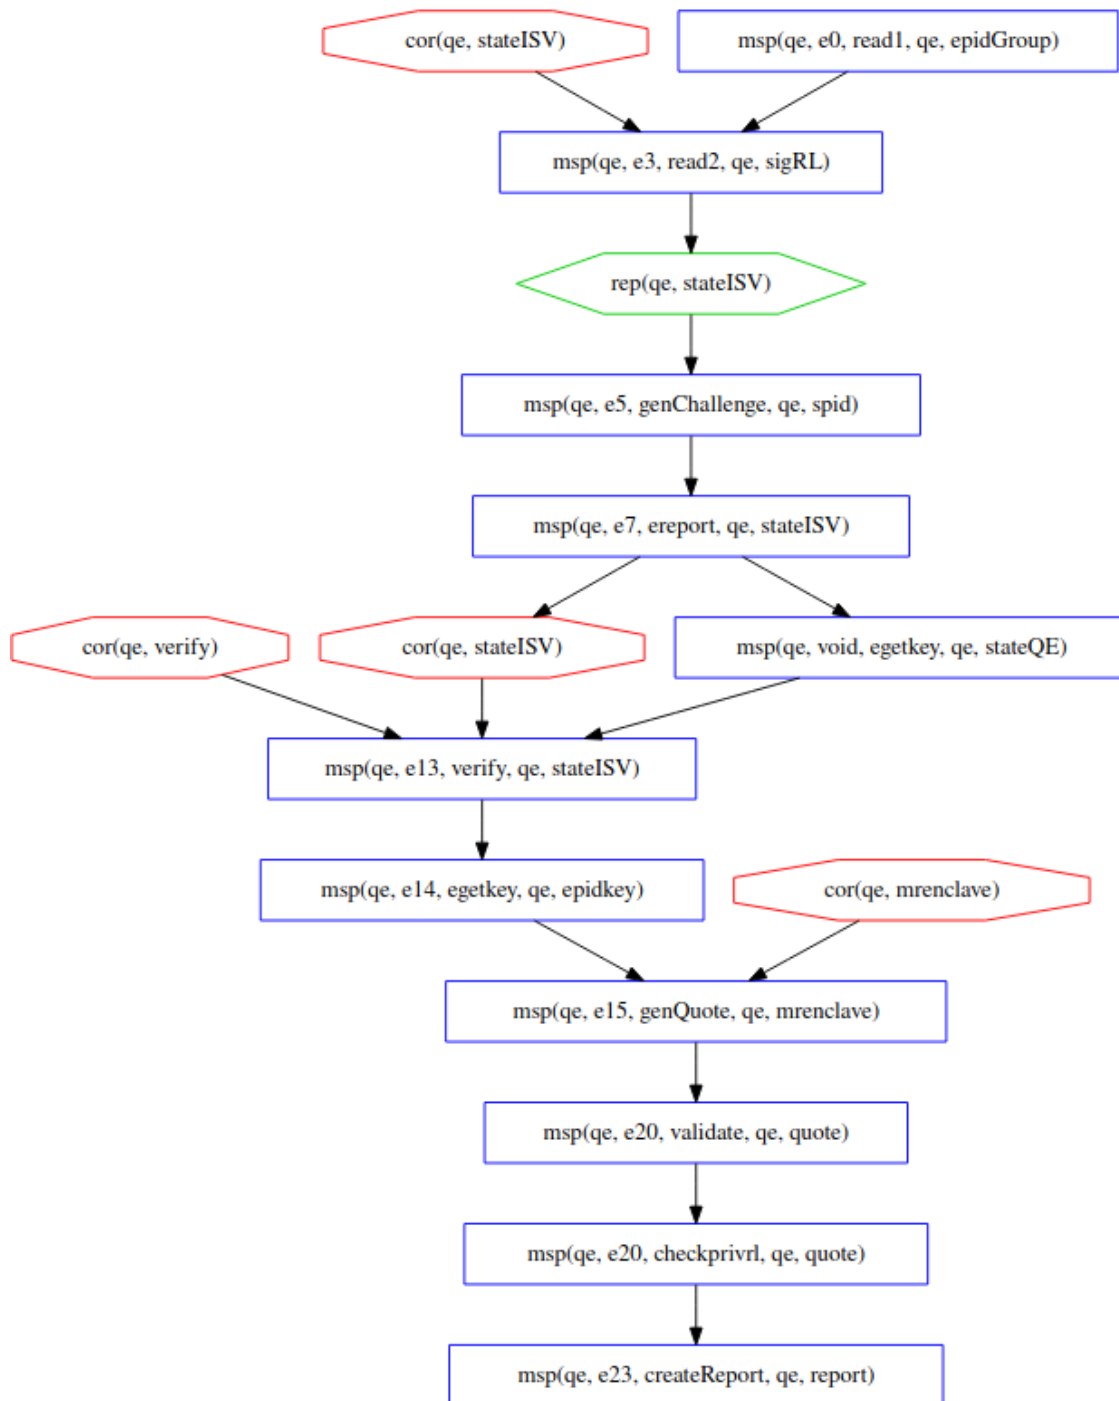 cor(qe, stateISV)
msp(qe, e0, read1, qe, epidGroup)
msp(qe, e3, read2, qe, sigRL)
rep(qe, stateISV)
msp(qe, e5, genChallenge, qe, spid)
msp(qe, e7, ereport, qe, stateISV)
cor(qe, verify)
cor(qe, stateISV)
msp(qe, void, egetkey, qe, stateQE)
msp(qe, e13, verify, qe, stateISV)
msp(qe, e14, egetkey, qe, epidkey)
cor(qe, mrenclave)
msp(qe, e15, genQuote, qe, mrenclave)
msp(qe, e20, validate, qe, quote)
msp(qe, e20, checkprivrl, qe, quote)
msp(qe, e23, createReport, qe, report)